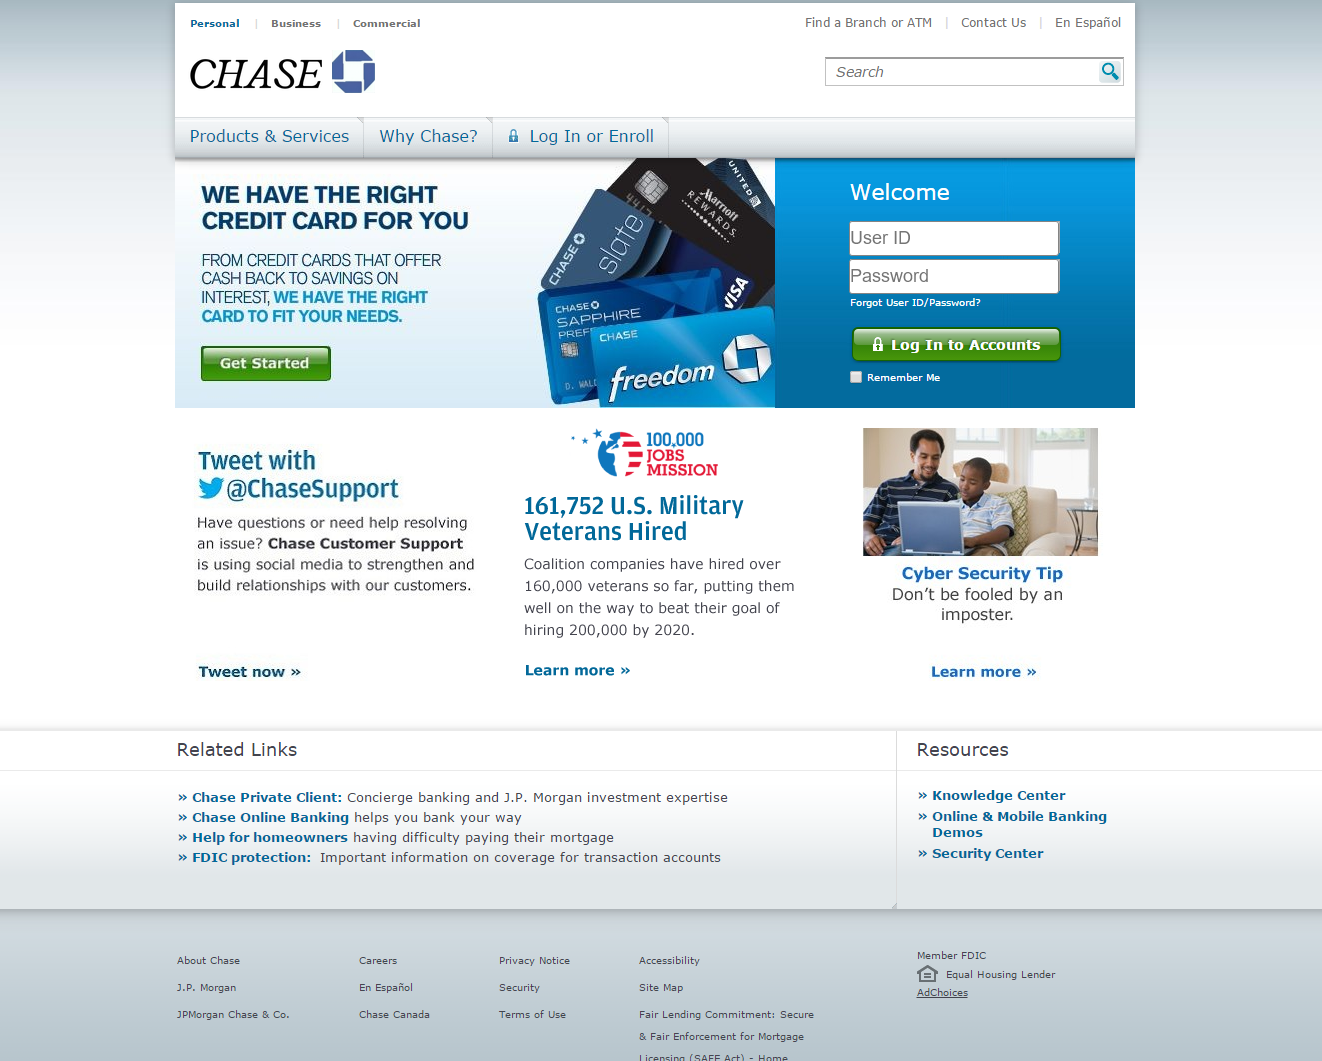 Personal | Business | Commercial
Find a Branch or ATM | Contact Us | En Español
CHASE
Search
Products & Services
Why Chase?
Log In or Enroll
WE HAVE THE RIGHT
CREDIT CARD FOR YOU
FROM CREDIT CARDS THAT OFFER
CASH BACK TO SAVINGS ON
INTEREST, WE HAVE THE RIGHT
CARD TO FIT YOUR NEEDS.
Get Started
UNITED
Marriott
REWARDS.
4417
CHASE
slate
VISA
CHASE
SAPPHIRE
PREF
D. WAL
CHASE
freedom
Welcome
User ID
Password
Forgot User ID/Password?
Log In to Accounts
Remember Me
Tweet with
@ChaseSupport
Have questions or need help resolving
an issue? Chase Customer Support
is using social media to strengthen and
build relationships with our customers.
Tweet now »
100,000
JOBS
MISSION
161,752 U.S. Military
Veterans Hired
Coalition companies have hired over
160,000 veterans so far, putting them
well on the way to beat their goal of
hiring 200,000 by 2020.
Learn more »
Cyber Security Tip
Don't be fooled by an
imposter.
Learn more »
Related Links
» Chase Private Client: Concierge banking and J.P. Morgan investment expertise
» Chase Online Banking helps you bank your way
» Help for homeowners having difficulty paying their mortgage
» FDIC protection: Important information on coverage for transaction accounts
Resources
» Knowledge Center
» Online & Mobile Banking
Demos
» Security Center
About Chase
J.P. Morgan
JPMorgan Chase & Co.
Careers
En Español
Chase Canada
Privacy Notice
Security
Terms of Use
Accessibility
Site Map
Fair Lending Commitment: Secure
& Fair Enforcement for Mortgage
Licensing (SAFE Act) - Home
Member FDIC
Equal Housing Lender
AdChoices